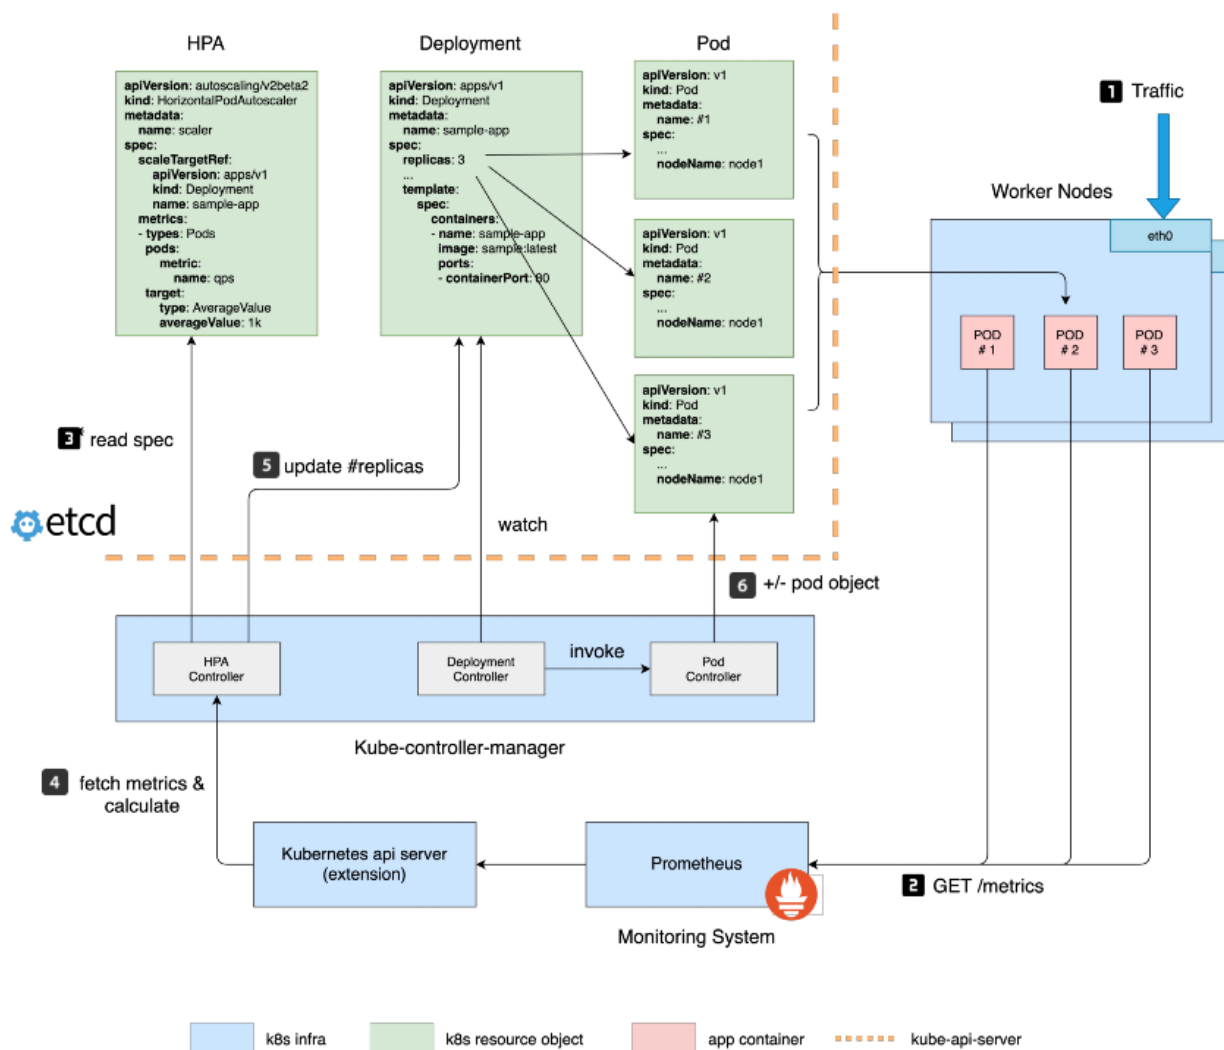 HPA
Deployment
Pod
apiVersion: autoscaling/v2beta2
kind: HorizontalPodAutoscaler
metadata:
name: scaler
spec:
scaleTargetRef:
apiVersion: apps/v1
kind: Deployment
name: sample-app
metrics:
- types: Pods
pods:
metric:
name: qps
target:
type: AverageValue
averageValue: 1k
apiVersion: apps/v1
kind: Deployment
metadata:
name: sample-app
spec:
replicas: 3
...
template:
spec:
containers:
- name: sample-app
image: sample:latest
ports:
- containerPort: 80
apiVersion: v1
kind: Pod
metadata:
name: #1
spec:
...
nodeName: node1
apiVersion: v1
kind: Pod
metadata:
name: #2
spec:
...
nodeName: node1
apiVersion: v1
kind: Pod
metadata:
name: #3
spec:
...
nodeName: node1
1 Traffic
Worker Nodes
eth0
POD
# 1
POD
# 2
POD
# 3
3 read spec
5 update #replicas
etcd
watch
6 +/- pod object
HPA
Controller
Deployment
Controller
invoke
Pod
Controller
Kube-controller-manager
4 fetch metrics &
calculate
Kubernetes api server
(extension)
Prometheus
2 GET /metrics
Monitoring System
k8s infra
k8s resource object
app container
kube-api-server